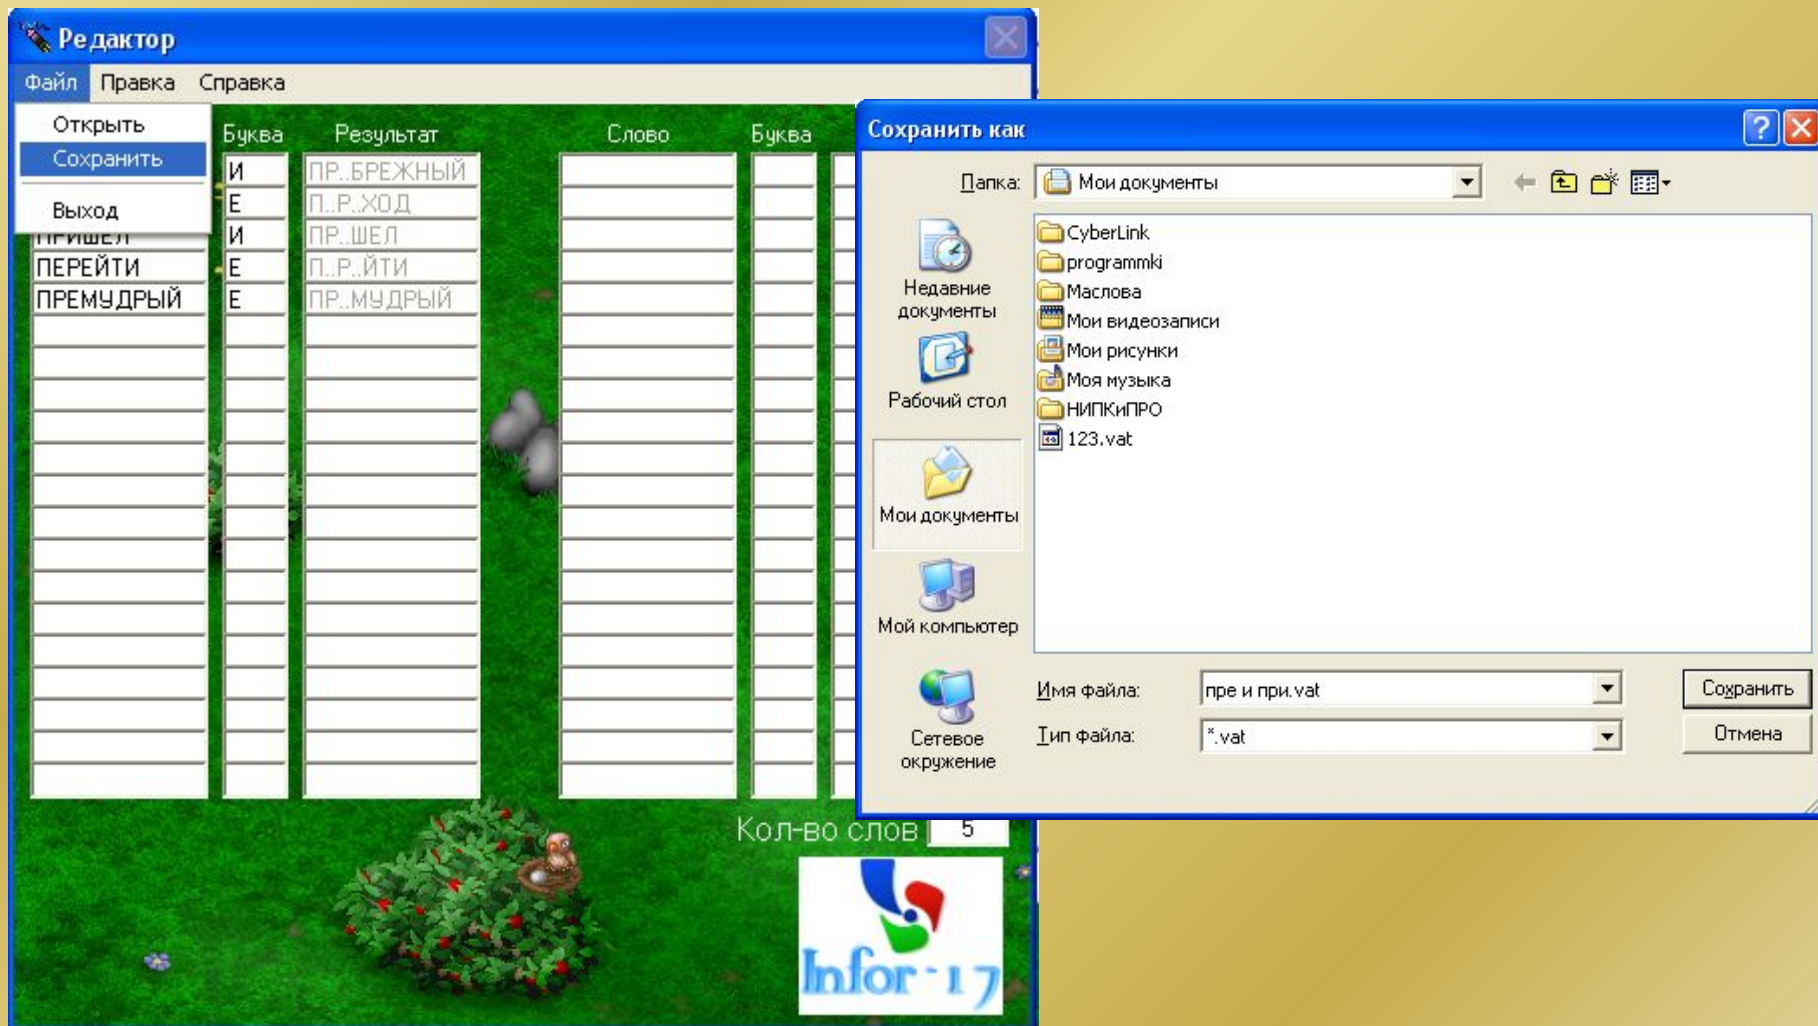 Редактор
Файл Правка Справка
Открыть
Сохранить
Выход
Буква Результат Слово Буква
И ПР..БРЕЖНЫЙ
Е П..Р..ХОД
ПРИШЕЛ И ПР..ШЕЛ
ПЕРЕЙТИ Е П..Р..ЙТИ
ПРЕМУДРЫЙ Е ПР..МУДРЫЙ
Кол-во слов 5
Infor-17
Сохранить как
Папка: Мои документы
Недавние
документы
Рабочий стол
Мои документы
Мой компьютер
Сетевое
окружение
CyberLink
programmki
Маслова
Мои видеозаписи
Мои рисунки
Моя музыка
НИПКиПРО
123.vat
Имя файла: пре и при.vat Сохранить
Тип файла: *.vat Отмена